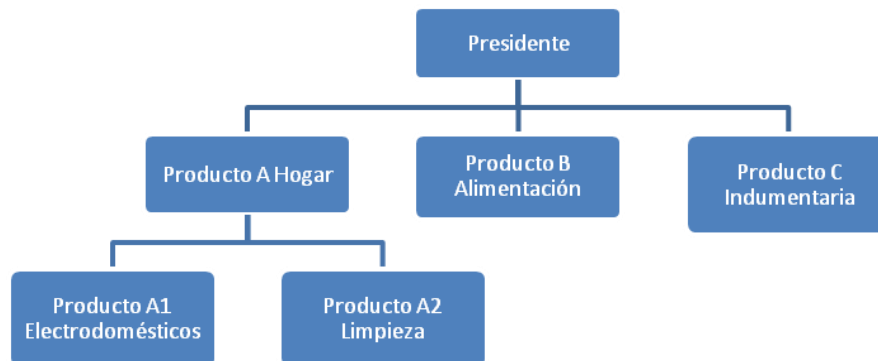 Presidente
Producto A Hogar
Producto B
Alimentación
Producto C
Indumentaria
Producto A1
Electrodomésticos
Producto A2
Limpieza